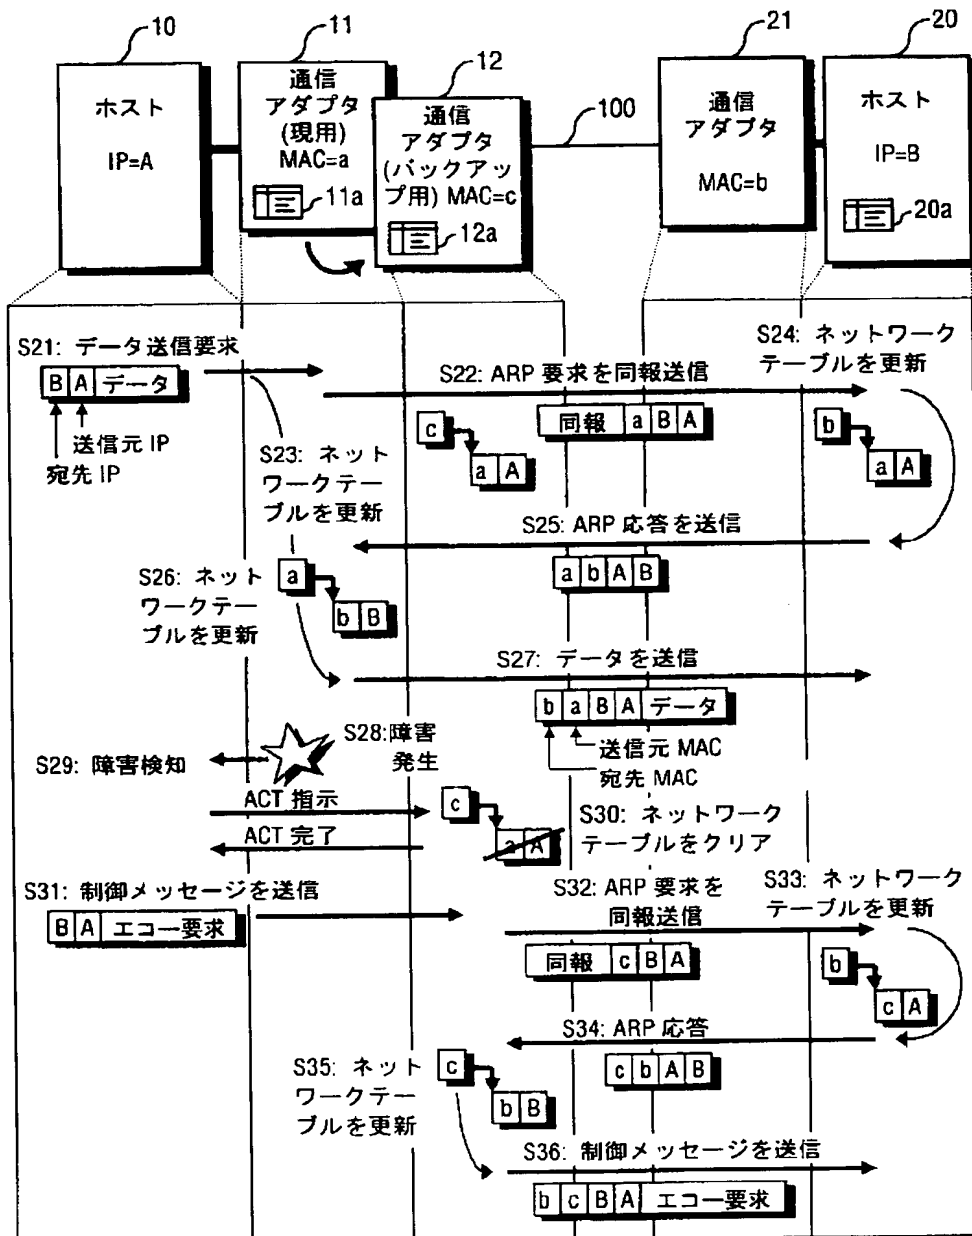 10
11
12
21
20
ホスト
IP=A
通信
アダプタ
(現用)
MAC=a
11a
通信
アダプタ
(バックアッ
プ用) MAC=c
12a
100
通信
アダプタ
MAC=b
ホスト
IP=B
20a
S21: データ送信要求
B A データ
送信元 IP
宛先 IP
S22: ARP 要求を同報送信
同報 a B A
c
a A
S24: ネットワーク
テーブルを更新
b
a A
S23: ネット
ワークテー
ブルを更新
S25: ARP 応答を送信
a b A B
S26: ネット
ワークテー
ブルを更新
a
b B
S27: データを送信
b a B A データ
送信元 MAC
宛先 MAC
S28:障害
発生
S29: 障害検知
ACT 指示
ACT 完了
c
a A
S30: ネットワーク
テーブルをクリア
S31: 制御メッセージを送信
B A エコー要求
S32: ARP 要求を
同報送信
同報 c B A
S33: ネットワーク
テーブルを更新
b
c A
S34: ARP 応答
c b A B
S35: ネット
ワークテー
ブルを更新
c
b B
S36: 制御メッセージを送信
b c B A エコー要求